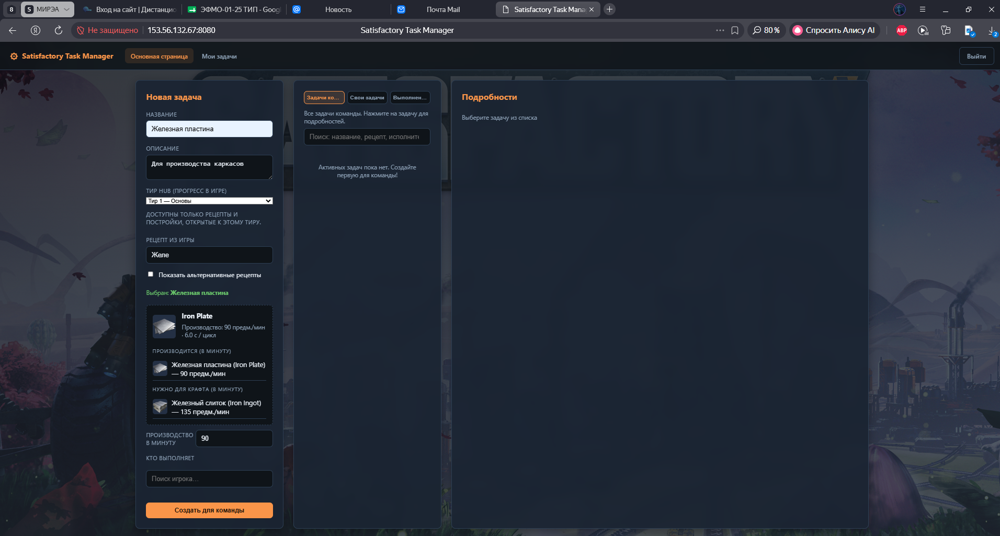 8
5 МИРЭА
Вход на сайт | Дистанцио
ЭФМО-01-25 ТИП - Goog
Новость
Почта Mail
Satisfactory Task Mana
Не защищено
153.56.132.67:8080
Satisfactory Task Manager
80 %
Спросить Алису AI
ABP
2
Satisfactory Task Manager
Основная страница
Мои задачи
Выйти
Новая задача
НАЗВАНИЕ
Железная пластина
ОПИСАНИЕ
Для производства каркасов
ТИР HUB (ПРОГРЕСС В ИГРЕ)
Тир 1 — Основы
ДОСТУПНЫ ТОЛЬКО РЕЦЕПТЫ И
ПОСТРОЙКИ, ОТКРЫТЫЕ К ЭТОМУ ТИРУ.
РЕЦЕПТ ИЗ ИГРЫ
Желе
Показать альтернативные рецепты
Выбран: Железная пластина
Iron Plate
Производство: 90 предм./мин
· 6.0 с / цикл
ПРОИЗВОДИТСЯ (В МИНУТУ)
Железная пластина (Iron Plate)
— 90 предм./мин
НУЖНО ДЛЯ КРАФТА (В МИНУТУ)
Железный слиток (Iron Ingot)
— 135 предм./мин
ПРОИЗВОДСТВО
В МИНУТУ
90
КТО ВЫПОЛНЯЕТ
Поиск игрока...
Создать для команды
Задачи ко...
Свои задачи
Выполнен...
Все задачи команды. Нажмите на задачу для
подробностей.
Поиск: название, рецепт, исполните
Активных задач пока нет. Создайте
первую для команды!
Подробности
Выберите задачу из списка